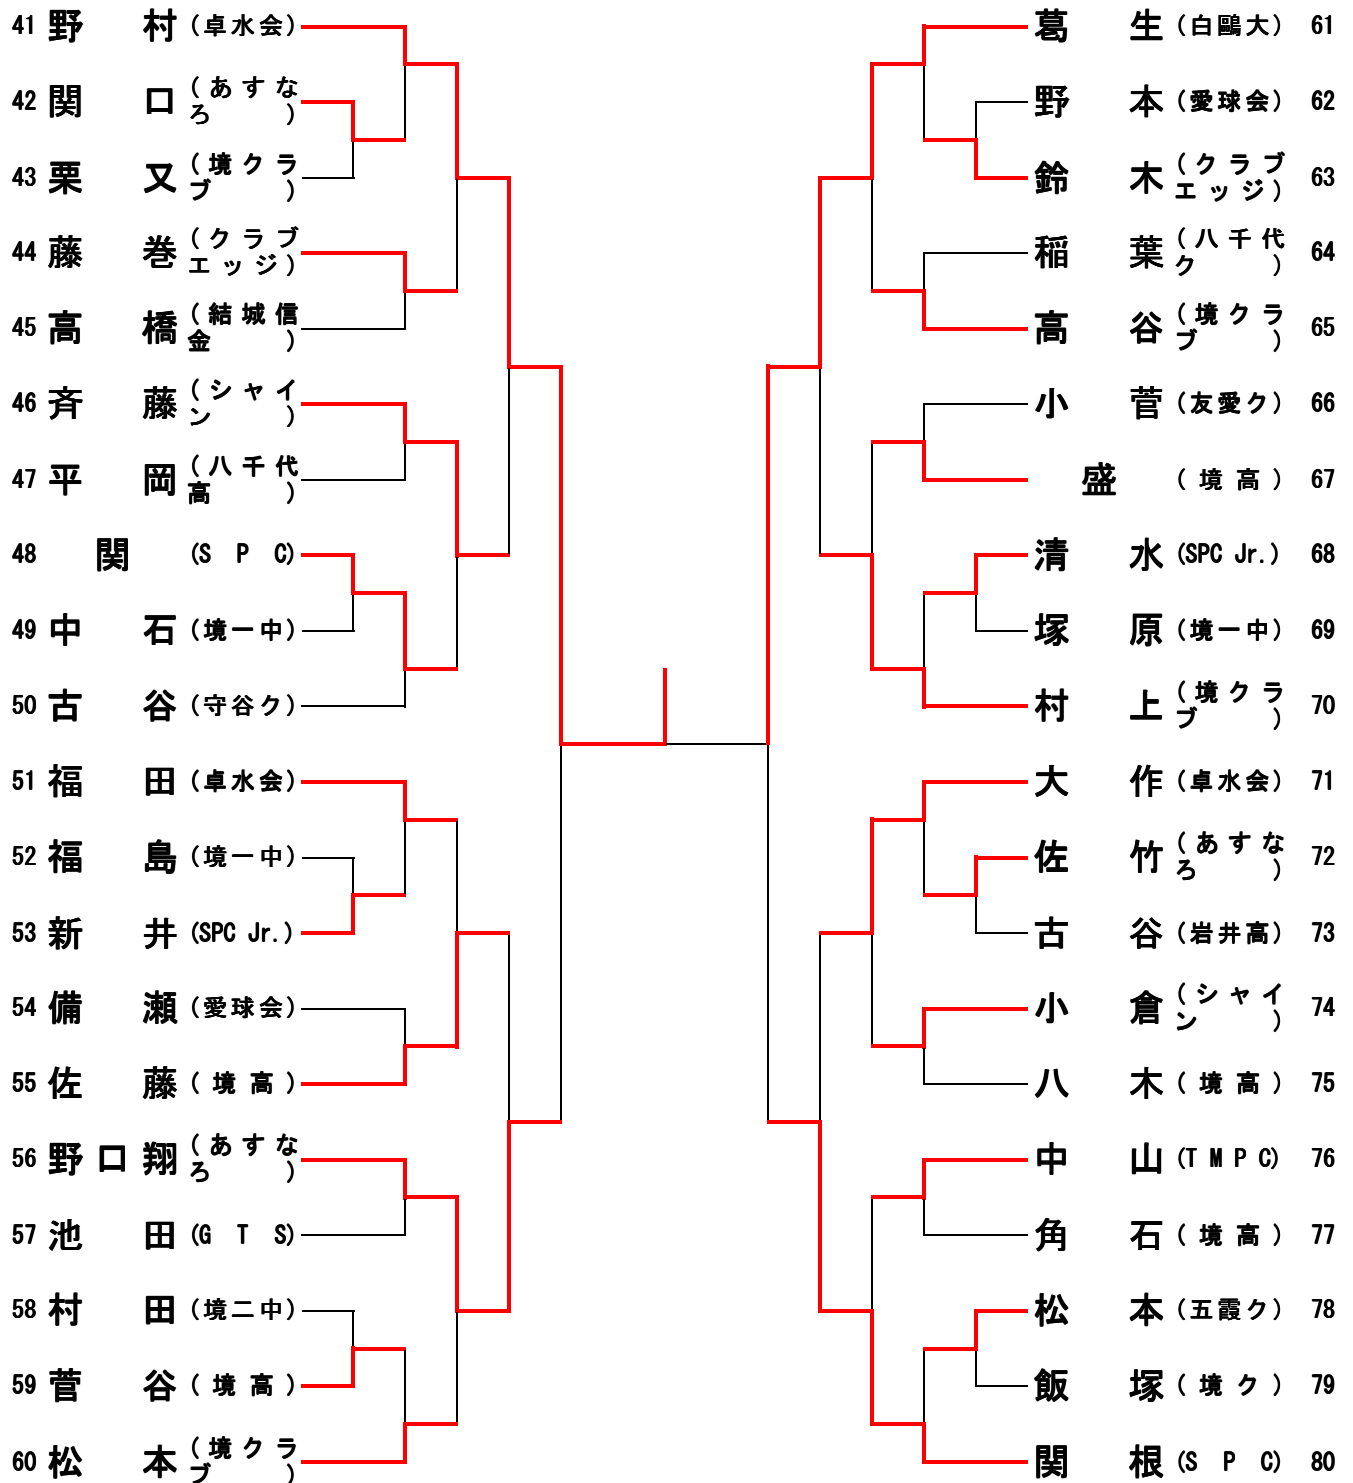 41 野村 (卓水会)
42 関口 (あすなろ)
43 栗又 (境クラブ)
44 藤巻 (クラブエッジ)
45 高橋 (結城信金)
46 斉藤 (シャイン)
47 平岡 (八千代高)
48 関 (S P C)
49 中石 (境一中)
50 古谷 (守谷ク)
51 福田 (卓水会)
52 福島 (境一中)
53 新井 (SPC Jr.)
54 備瀬 (愛球会)
55 佐藤 (境高)
56 野口翔 (あすなろ)
57 池田 (G T S)
58 村田 (境二中)
59 菅谷 (境高)
60 松本 (境クラブ)
葛生 (白鷗大) 61
野本 (愛球会) 62
鈴木 (クラブエッジ) 63
稲葉 (八千代ク) 64
高谷 (境クラブ) 65
小菅 (友愛ク) 66
盛 (境高) 67
清水 (SPC Jr.) 68
塚原 (境一中) 69
村上 (境クラブ) 70
大作 (卓水会) 71
佐竹 (あすなろ) 72
古谷 (岩井高) 73
小倉 (シャイン) 74
八木 (境高) 75
中山 (T M P C) 76
角石 (境高) 77
松本 (五霞ク) 78
飯塚 (境ク) 79
関根 (S P C) 80